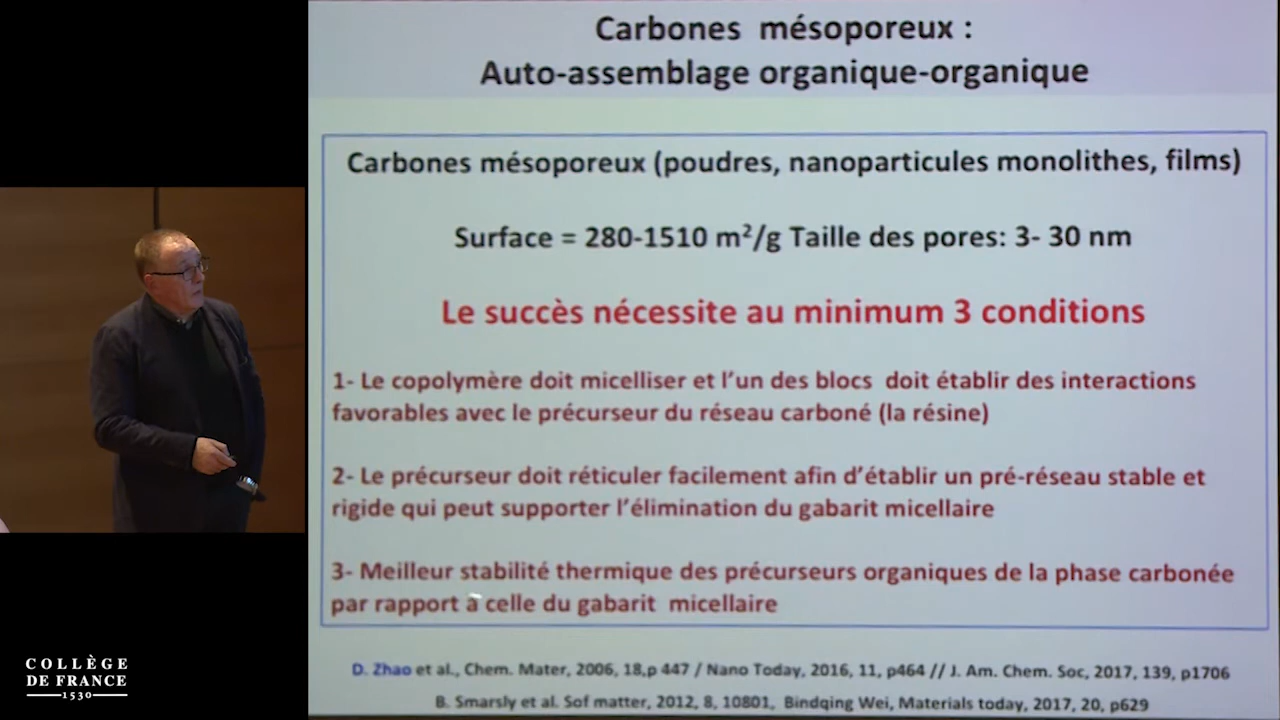 Carbones mésoporeux :
Auto-assemblage organique-organique
Carbones mésoporeux (poudres, nanoparticules monolithes, films)
Surface = 280-1510 m²/g Taille des pores: 3- 30 nm
Le succès nécessite au minimum 3 conditions
1- Le copolymère doit micelliser et l'un des blocs doit établir des interactions
favorables avec le précurseur du réseau carboné (la résine)
2- Le précurseur doit réticuler facilement afin d'établir un pré-réseau stable et
rigide qui peut supporter l'élimination du gabarit micellaire
3- Meilleur stabilité thermique des précurseurs organiques de la phase carbonée
par rapport à celle du gabarit micellaire
D. Zhao et al., Chem. Mater, 2006, 18,p 447 / Nano Today, 2016, 11, p464 // J. Am. Chem. Soc, 2017, 139, p1706
B. Smarsly et al. Sof matter, 2012, 8, 10801, Bindqing Wei, Materials today, 2017, 20, p629
COLLÈGE
DE FRANCE
1530